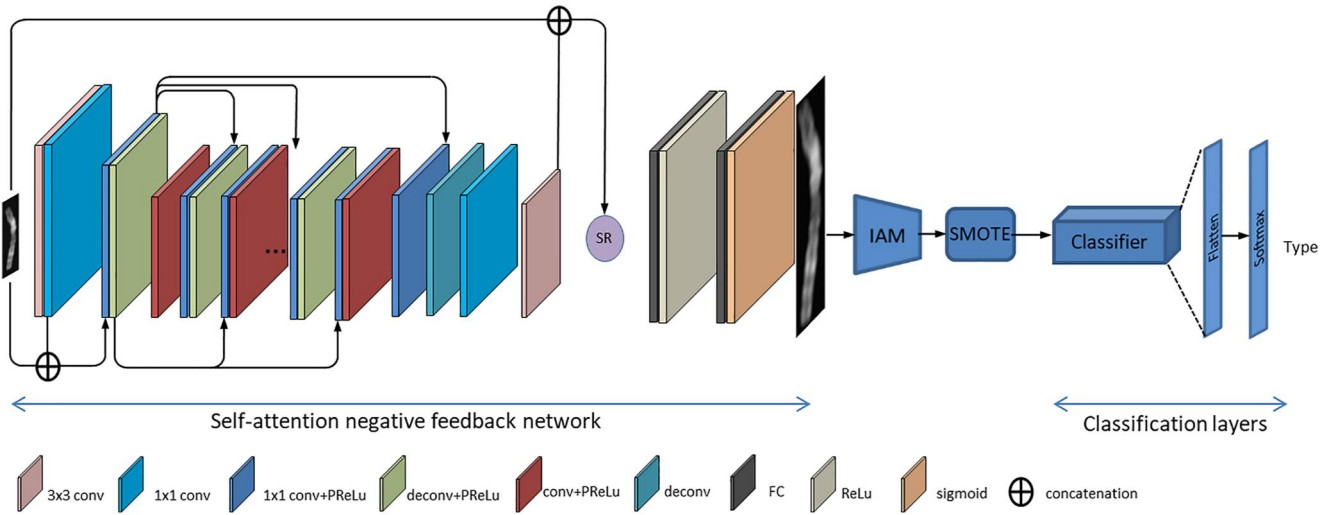 SR
...
IAM
SMOTE
Classifier
Flatten
Softmax
Type
Self-attention negative feedback network
Classification layers
3x3 conv
1x1 conv
1x1 conv+PReLu
deconv+PReLu
conv+PReLu
deconv
FC
ReLu
sigmoid
concatenation